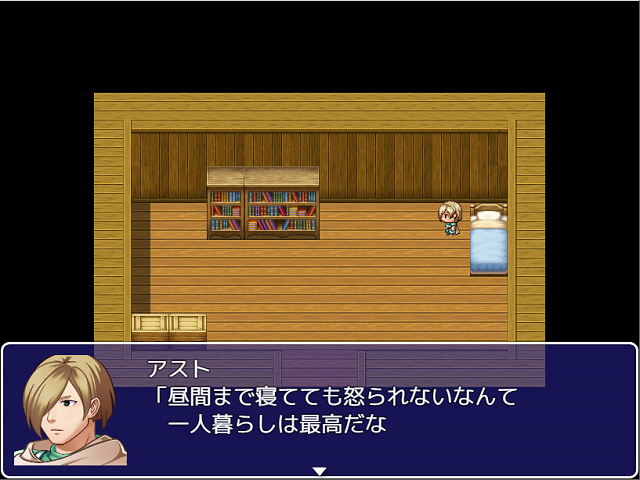 アスト
「昼間まで寝てても怒られないなんて
一人暮らしは最高だな